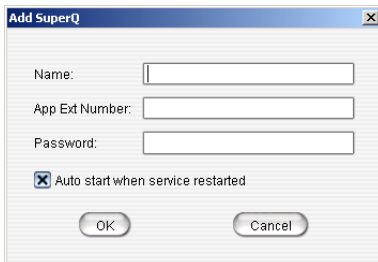 Add SuperQ
Name:
App Ext Number:
Password:
Auto start when service restarted
OK Cancel